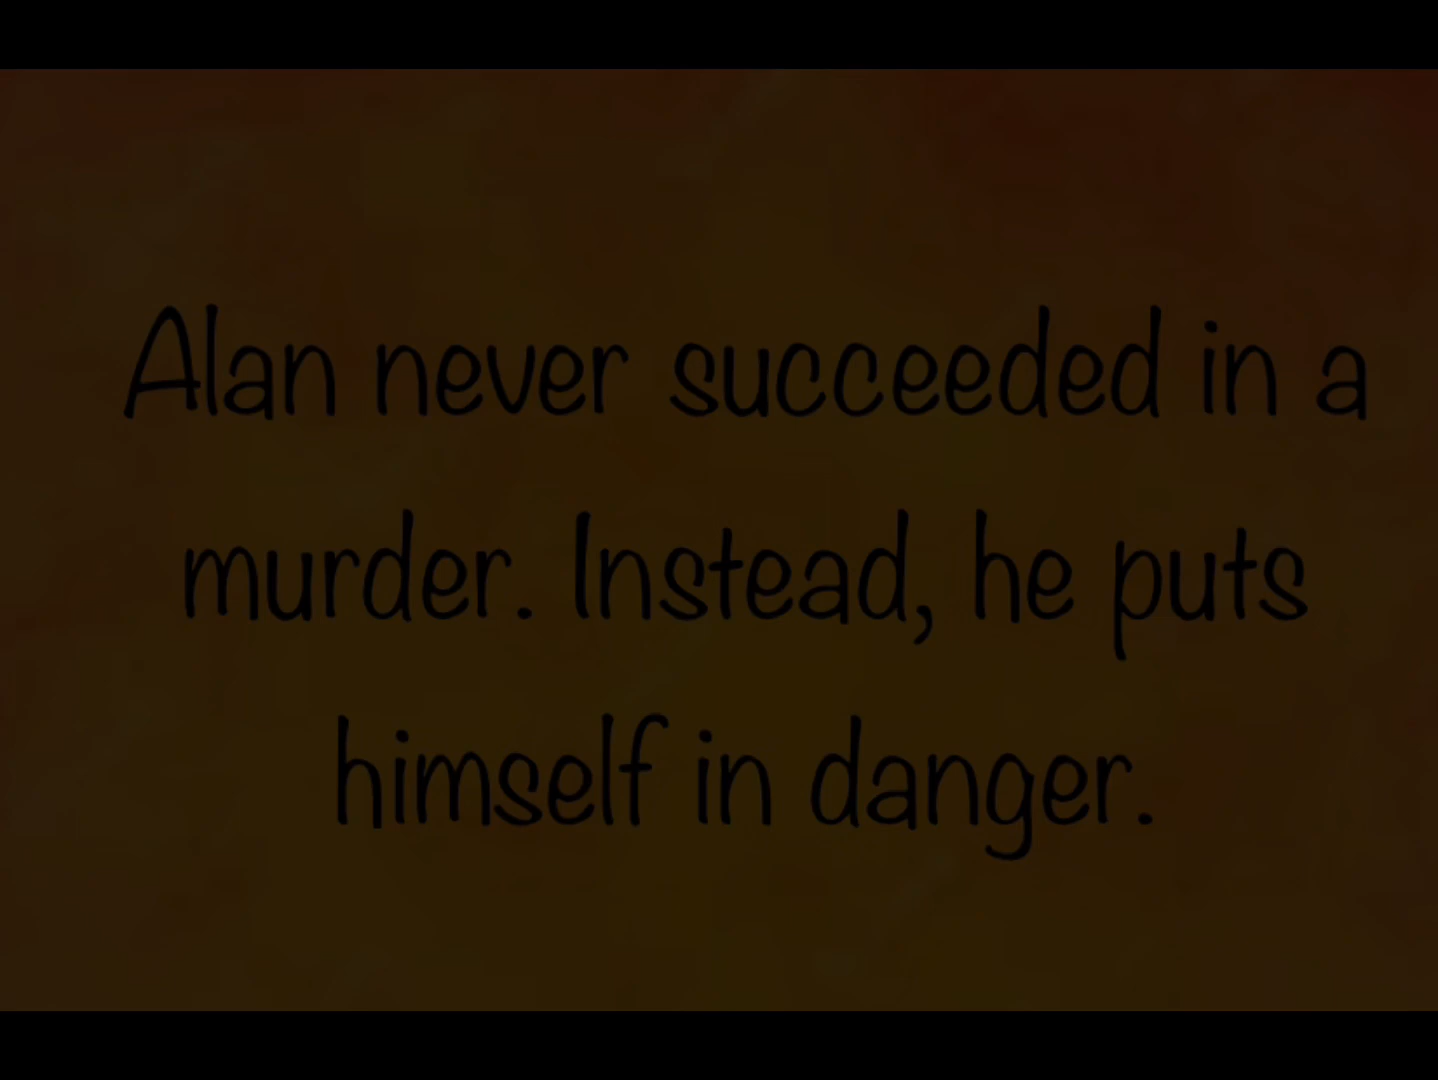 Alan never succeeded in a
murder. Instead, he puts
himself in danger.